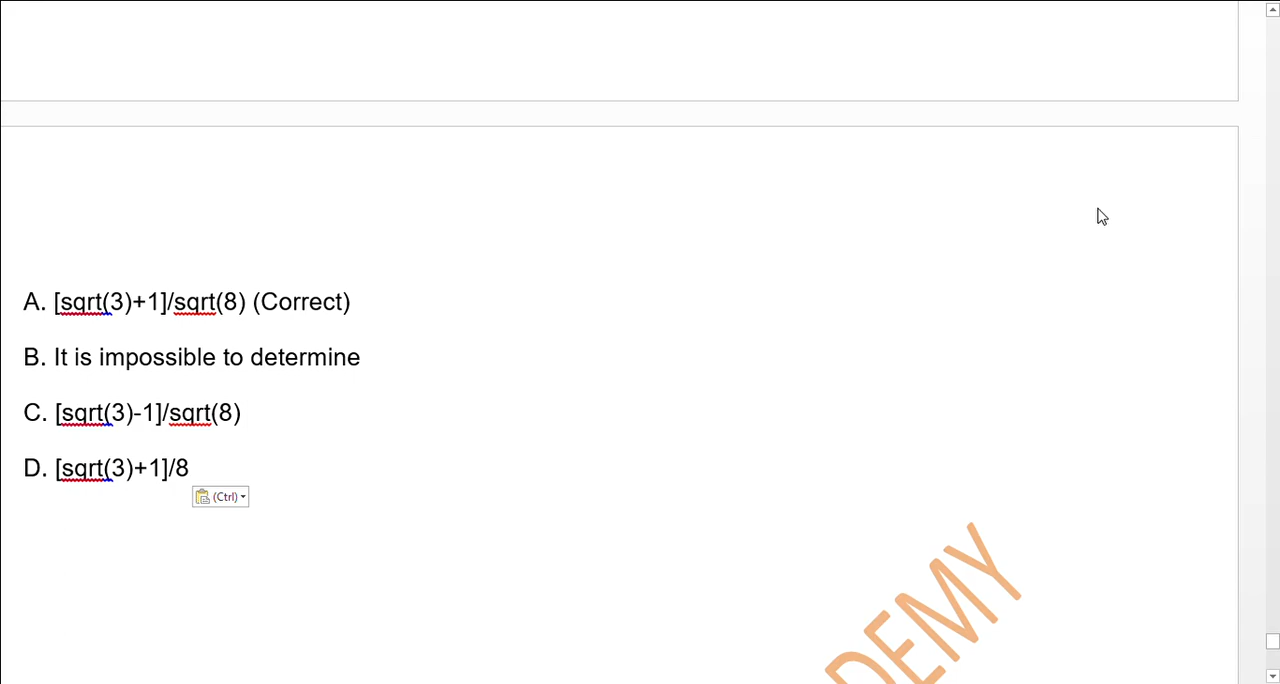 A. [sqrt(3)+1]/sqrt(8) (Correct)
B. It is impossible to determine
C. [sqrt(3)-1]/sqrt(8)
D. [sqrt(3)+1]/8
(Ctrl)
DEMY